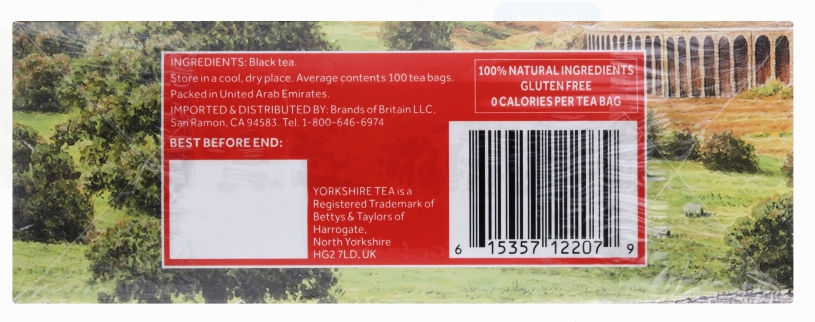 INGREDIENTS: Black tea.
Store in a cool, dry place. Average contents 100 tea bags.
Packed in United Arab Emirates.
IMPORTED & DISTRIBUTED BY: Brands of Britain LLC,
San Ramon, CA 94583. Tel. 1-800-646-6974
BEST BEFORE END:
100% NATURAL INGREDIENTS
GLUTEN FREE
0 CALORIES PER TEA BAG
YORKSHIRE TEA is a
Registered Trademark of
Bettys & Taylors of
Harrogate,
North Yorkshire
HG2 7LD, UK
6 15357 12207 9